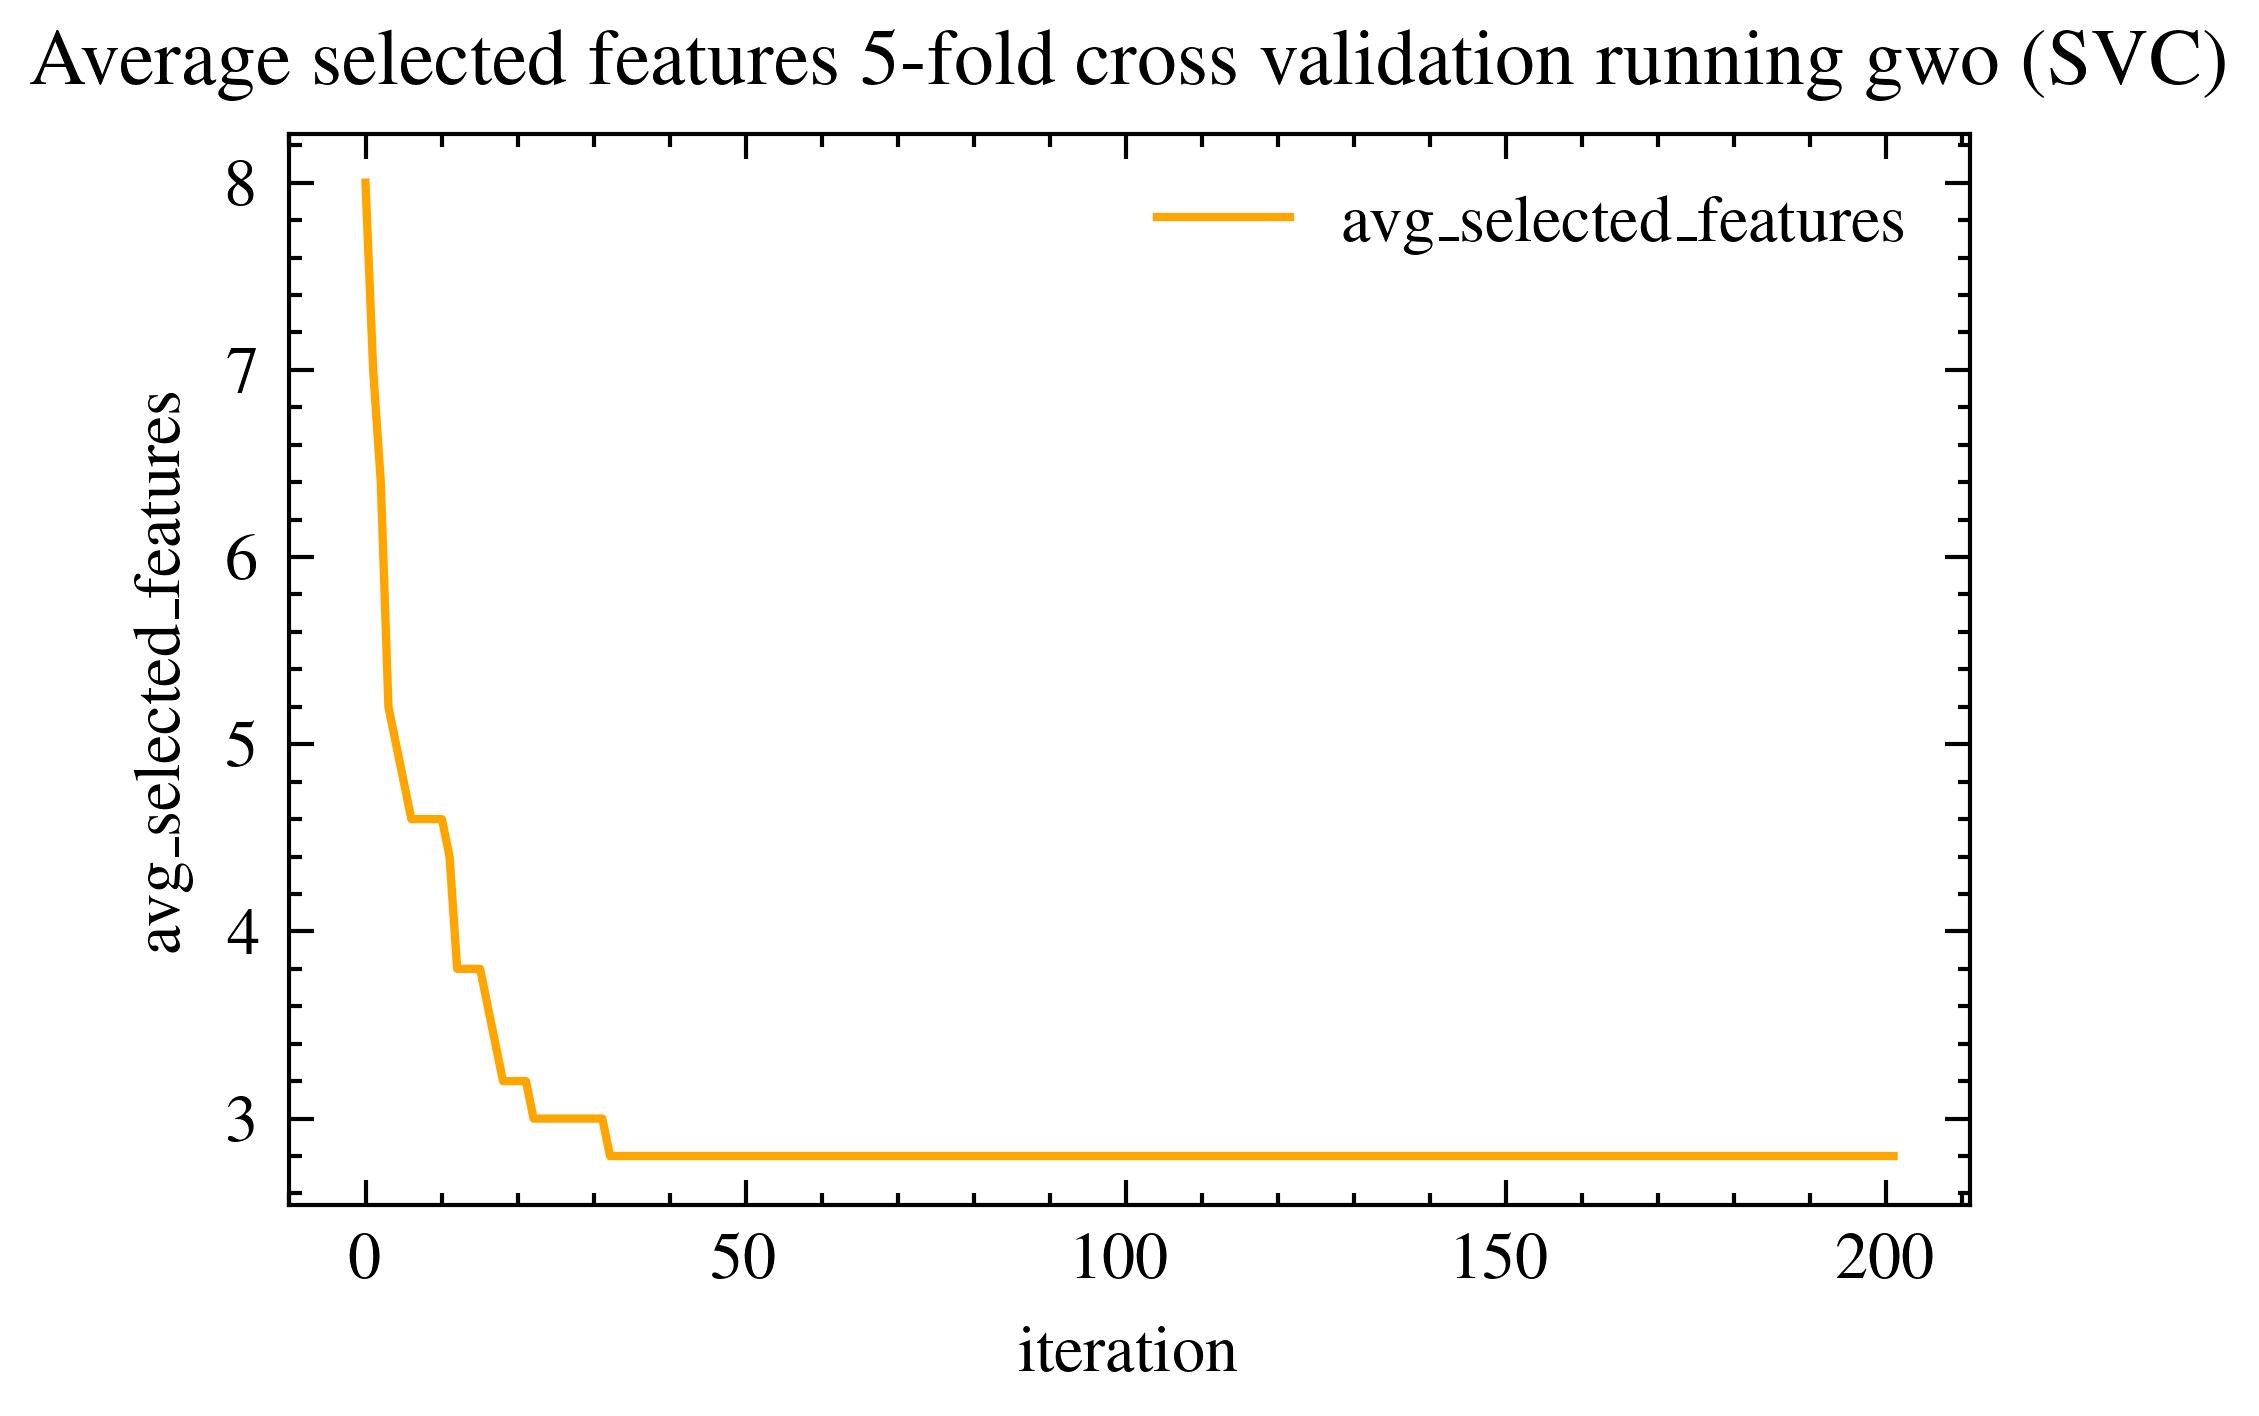 Average selected features 5-fold cross validation running gwo (SVC)
avg_selected_features
8
7
6
5
4
3
avg_selected_features
0 50 100 150 200
iteration